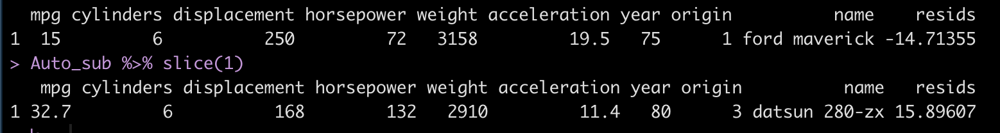 mpg cylinders displacement horsepower weight acceleration year origin name resids
1 15 6 250 72 3158 19.5 75 1 ford maverick -14.71355
> Auto_sub %>% slice(1)
mpg cylinders displacement horsepower weight acceleration year origin name resids
1 32.7 6 168 132 2910 11.4 80 3 datsun 280-zx 15.89607